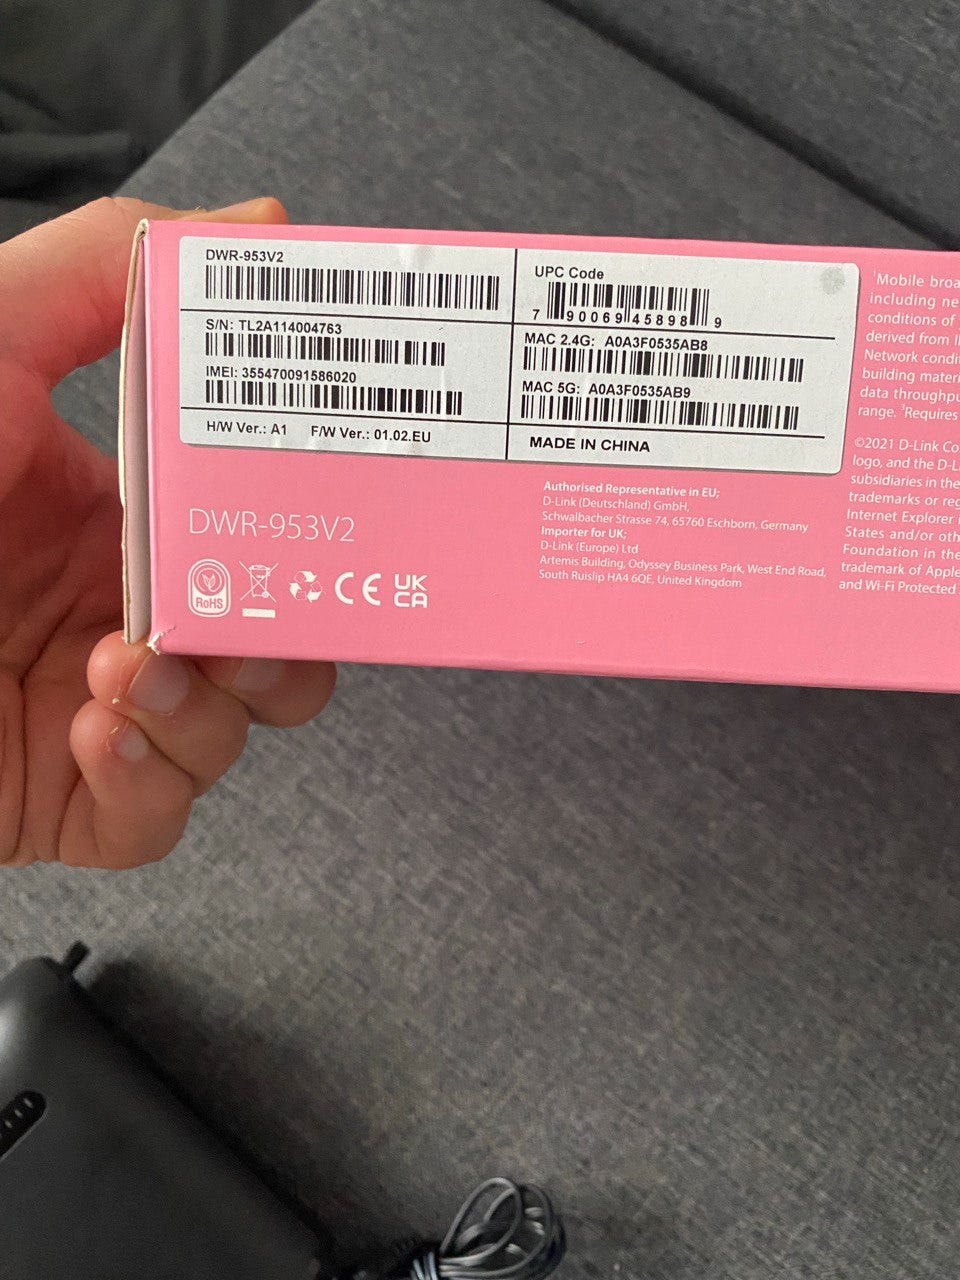 DWR-953V2
S/N: TL2A114004763
IMEI: 355470091586020
H/W Ver.: A1 F/W Ver.: 01.02.EU
UPC Code
7 90069 45898 9
MAC 2.4G: A0A3F0535AB8
MAC 5G: A0A3F0535AB9
MADE IN CHINA
DWR-953V2
RoHS
CE
UK
CA
Authorised Representative in EU;
D-Link (Deutschland) GmbH,
Schwalbacher Strasse 74, 65760 Eschborn, Germany
Importer for UK;
D-Link (Europe) Ltd
Artemis Building, Odyssey Business Park, West End Road,
South Ruislip HA4 6QE, United Kingdom
¹Mobile broa
including ne
conditions of
derived from
Network condi
building materi
data throughpu
range. ³Requires
©2021 D-Link Co
logo, and the D-L
subsidiaries in the
trademarks or reg
Internet Explorer
States and/or oth
Foundation in the
trademark of Apple
and Wi-Fi Protected